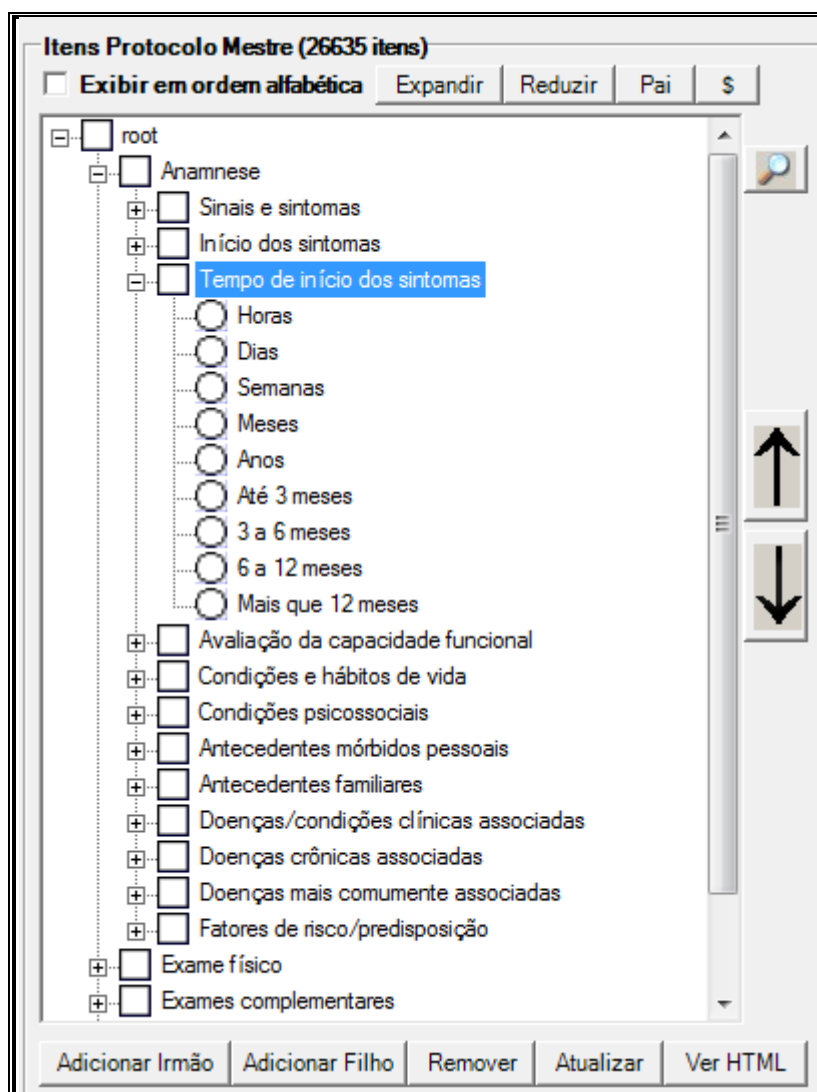 Itens Protocolo Mestre (26635 itens)
Exibir em ordem alfabética Expandir Reduzir Pai $
root
Anamnese
Sinais e sintomas
Início dos sintomas
Tempo de início dos sintomas
Horas
Dias
Semanas
Meses
Anos
Até 3 meses
3 a 6 meses
6 a 12 meses
Mais que 12 meses
Avaliação da capacidade funcional
Condições e hábitos de vida
Condições psicossociais
Antecedentes mórbidos pessoais
Antecedentes familiares
Doenças/condições clínicas associadas
Doenças crônicas associadas
Doenças mais comumente associadas
Fatores de risco/predisposição
Exame físico
Exames complementares
Adicionar Irmão Adicionar Filho Remover Atualizar Ver HTML